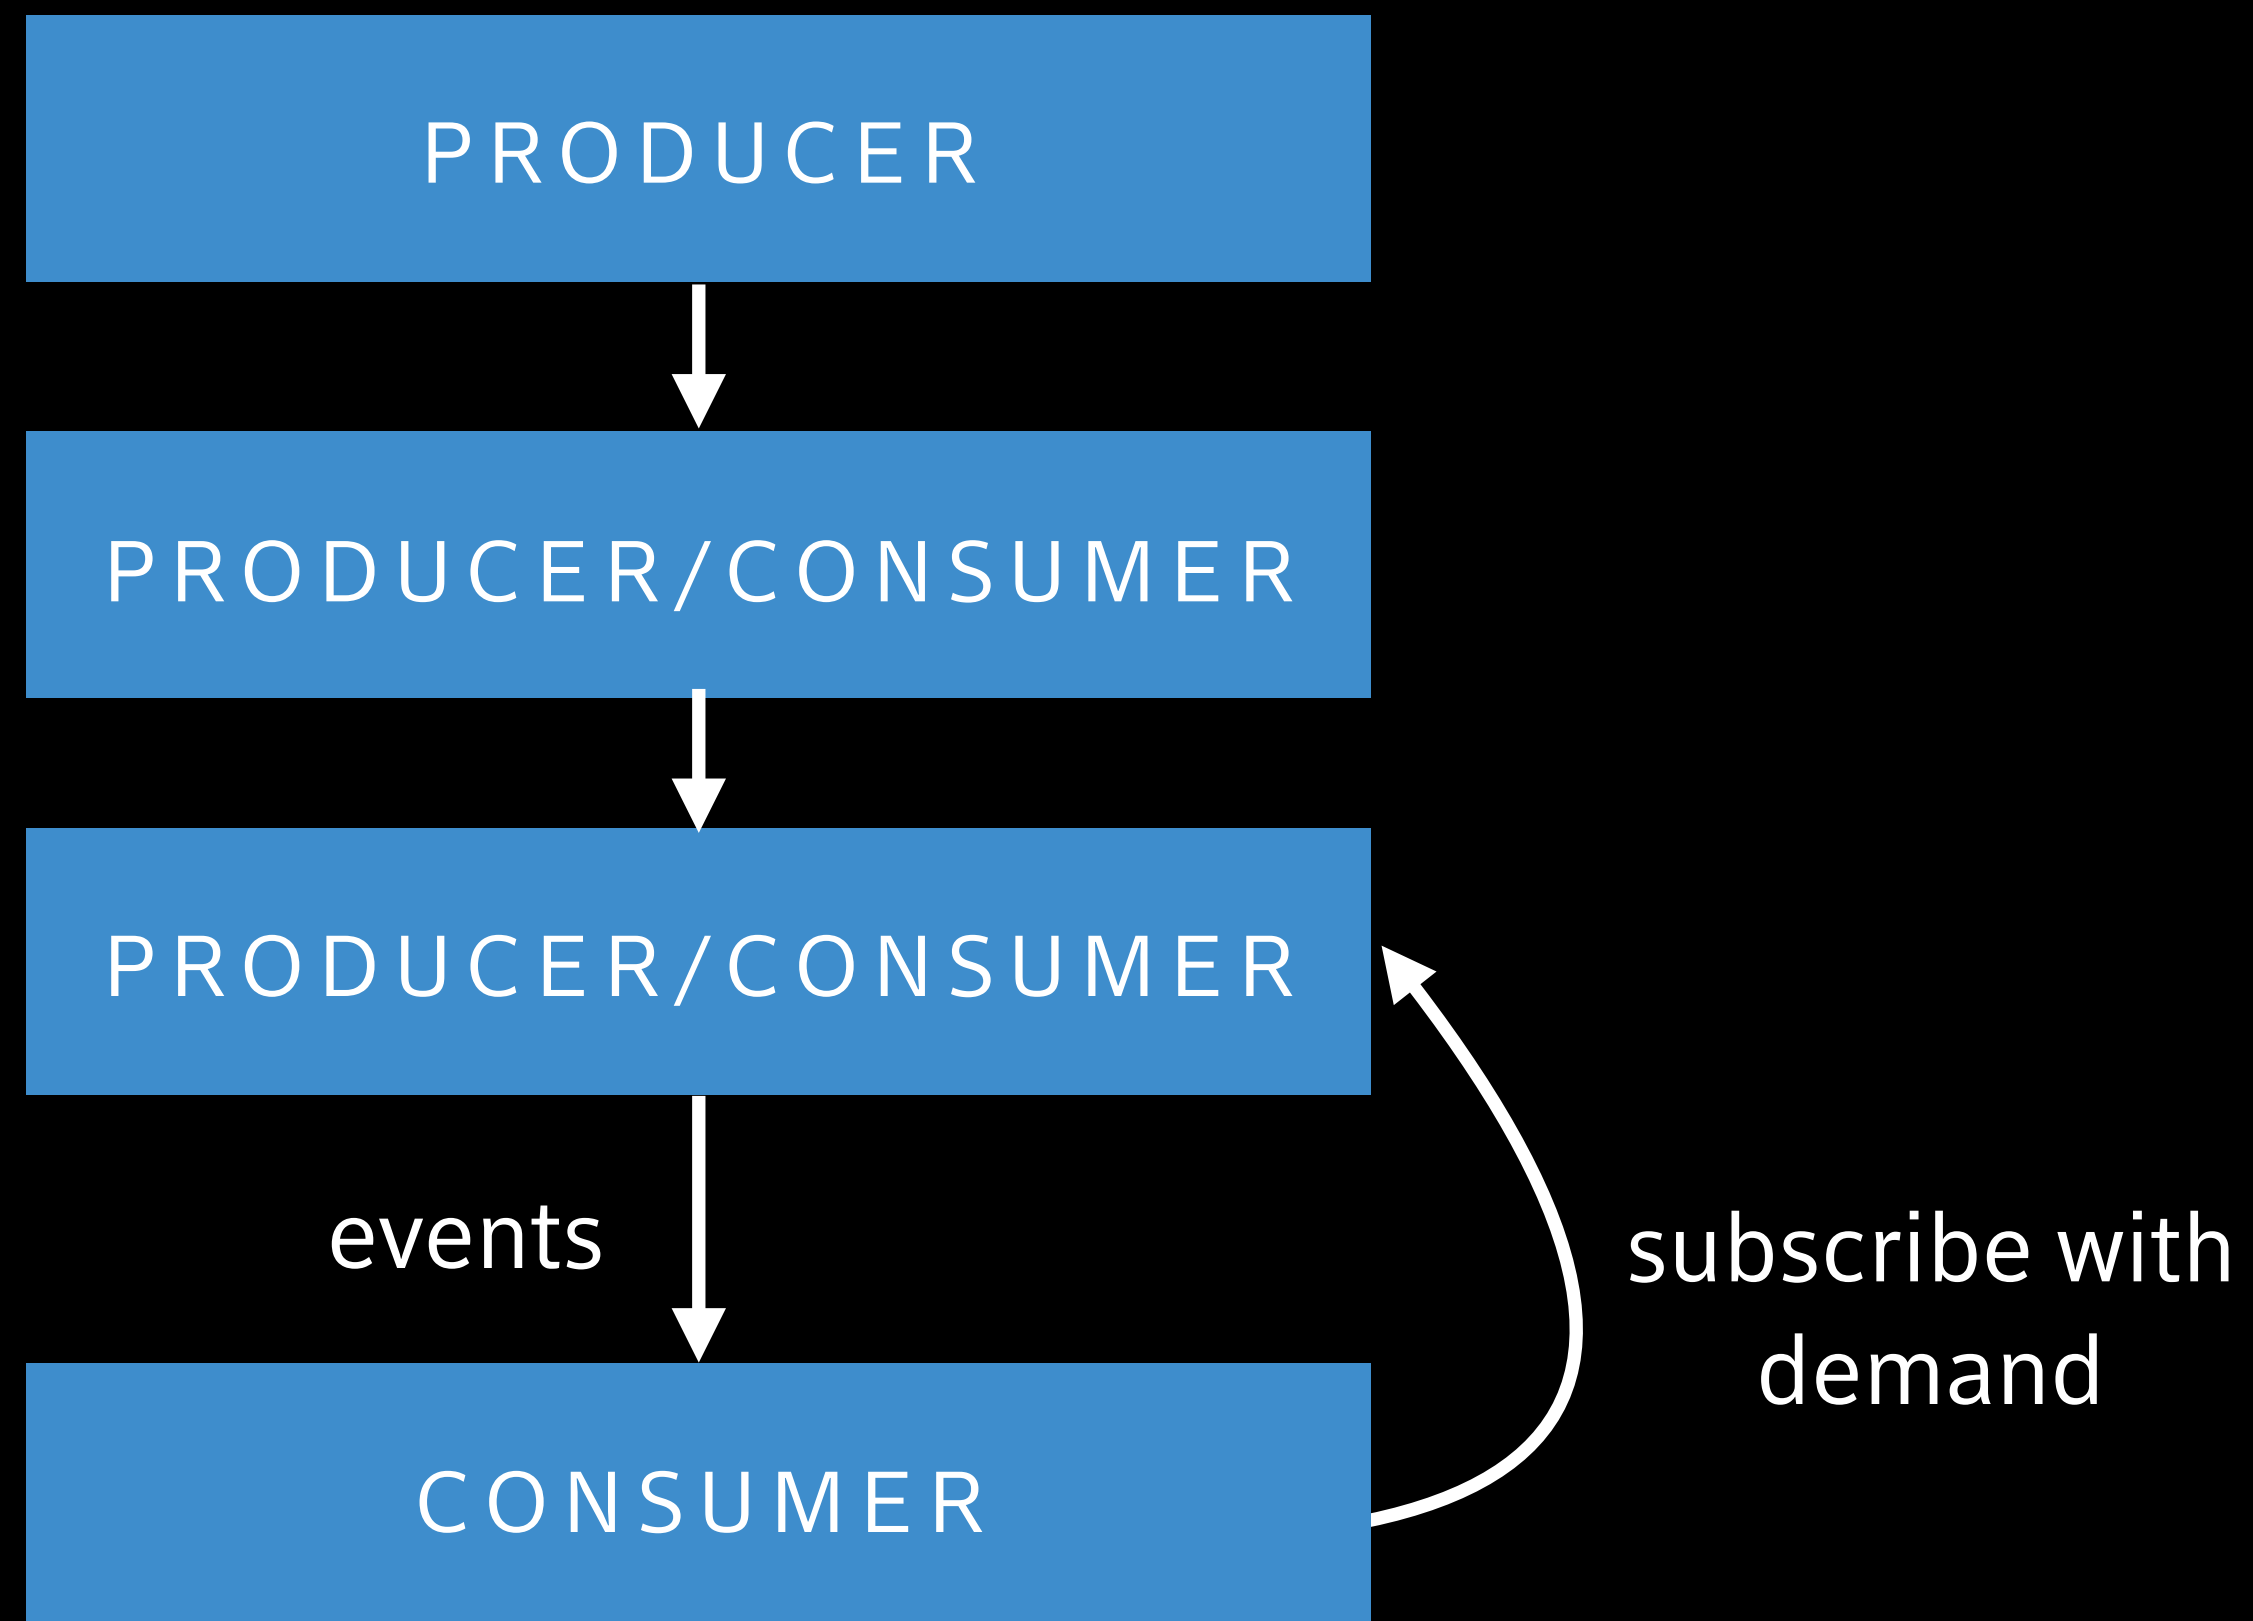 PRODUCER
PRODUCER/CONSUMER
PRODUCER/CONSUMER
events
subscribe with
demand
CONSUMER